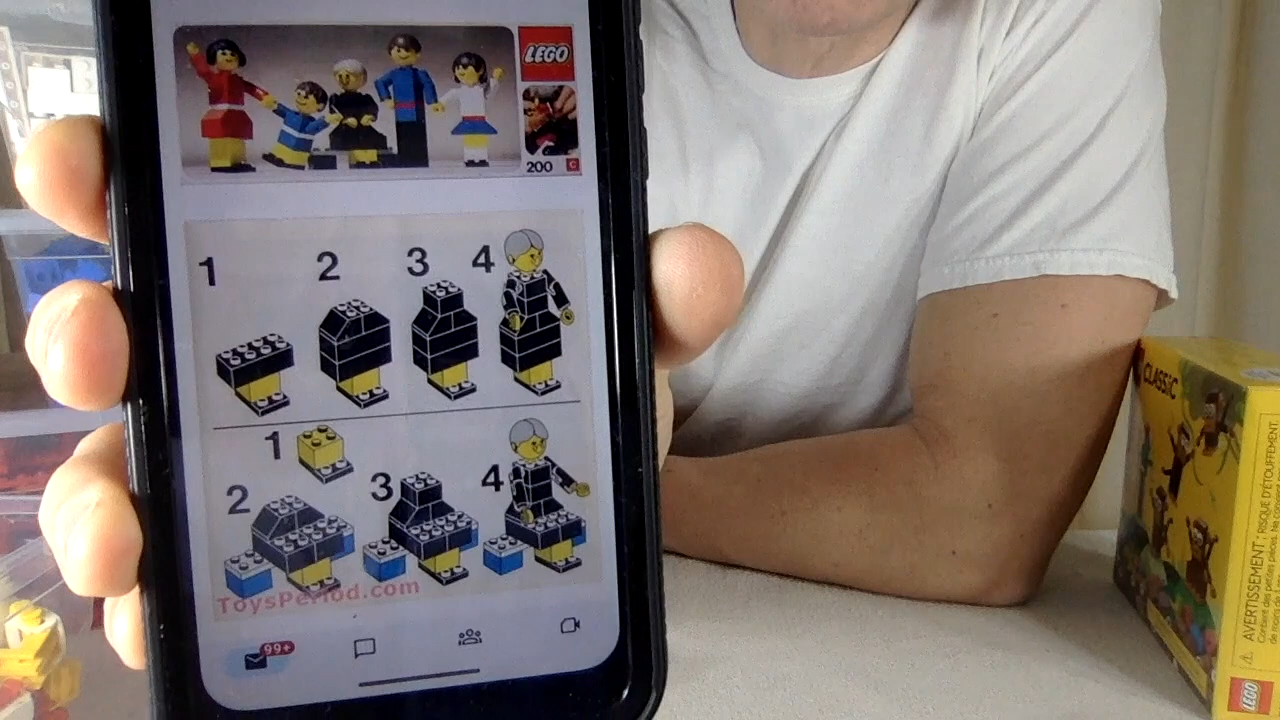 LEGO
200 C
1 2 3 4
1
2 3 4
ToysPeriod.com
99+
CLASSIC
AVERTISSEMENT : RISQUE D'ÉTOUFFEMENT.
LEGO